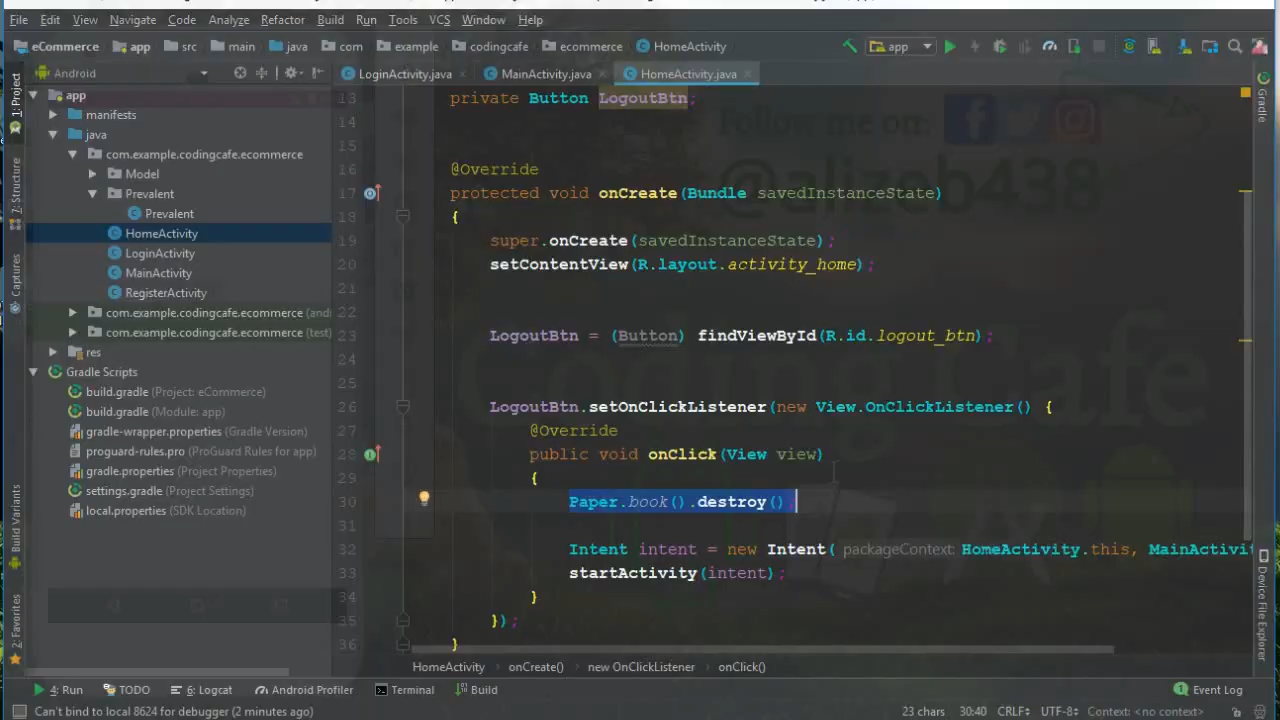 File Edit View Navigate Code Analyze Refactor Build Run Tools VCS Window Help
eCommerce app src main java com example codingcafe ecommerce HomeActivity app
Android LoginActivity.java MainActivity.java HomeActivity.java
1: Project
7: Structure
Captures
Build Variants
2: Favorites
app
manifests
java
com.example.codingcafe.ecommerce
Model
Prevalent
Prevalent
HomeActivity
LoginActivity
MainActivity
RegisterActivity
com.example.codingcafe.ecommerce (and
com.example.codingcafe.ecommerce (test)
res
Gradle Scripts
build.gradle (Project: eCommerce)
build.gradle (Module: app)
gradle-wrapper.properties (Gradle Version)
proguard-rules.pro (ProGuard Rules for app)
gradle.properties (Project Properties)
settings.gradle (Project Settings)
local.properties (SDK Location)
13 private Button LogoutBtn;
14
15
16 @Override
17 protected void onCreate(Bundle savedInstanceState)
18 {
19 super.onCreate(savedInstanceState);
20 setContentView(R.layout.activity_home);
21
22
23 LogoutBtn = (Button) findViewById(R.id.logout_btn);
24
25
26 LogoutBtn.setOnClickListener(new View.OnClickListener() {
27 @Override
28 public void onClick(View view)
29 {
30 Paper.book().destroy();
31
32 Intent intent = new Intent( packageContext: HomeActivity.this, MainActivi
33 startActivity(intent);
34 }
35 });
36 }
Follow me on:
@alizeb438
Coding Cafe
Gradle
Device File Explorer
HomeActivity onCreate() new OnClickListener onClick()
4: Run TODO 6: Logcat Android Profiler Terminal Build 1 Event Log
Can't bind to local 8624 for debugger (2 minutes ago) 23 chars 30:40 CRLF UTF-8 Context: <no context>